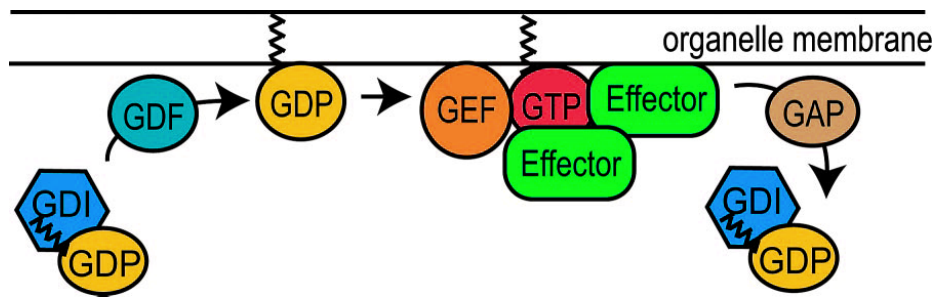 organelle membrane
GDI
GDP
GDF
GDP
GEF
GTP
Effector
Effector
GAP
GDI
GDP